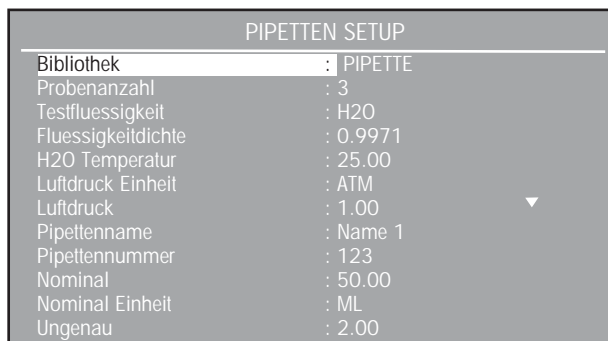 PIPETTEN SETUP
Bibliothek : PIPETTE
Probenanzahl : 3
Testfluessigkeit : H2O
Fluessigkeitdichte : 0.9971
H2O Temperatur : 25.00
Luftdruck Einheit : ATM
Luftdruck : 1.00
Pipettenname : Name 1
Pipettennummer : 123
Nominal : 50.00
Nominal Einheit : ML
Ungenau : 2.00